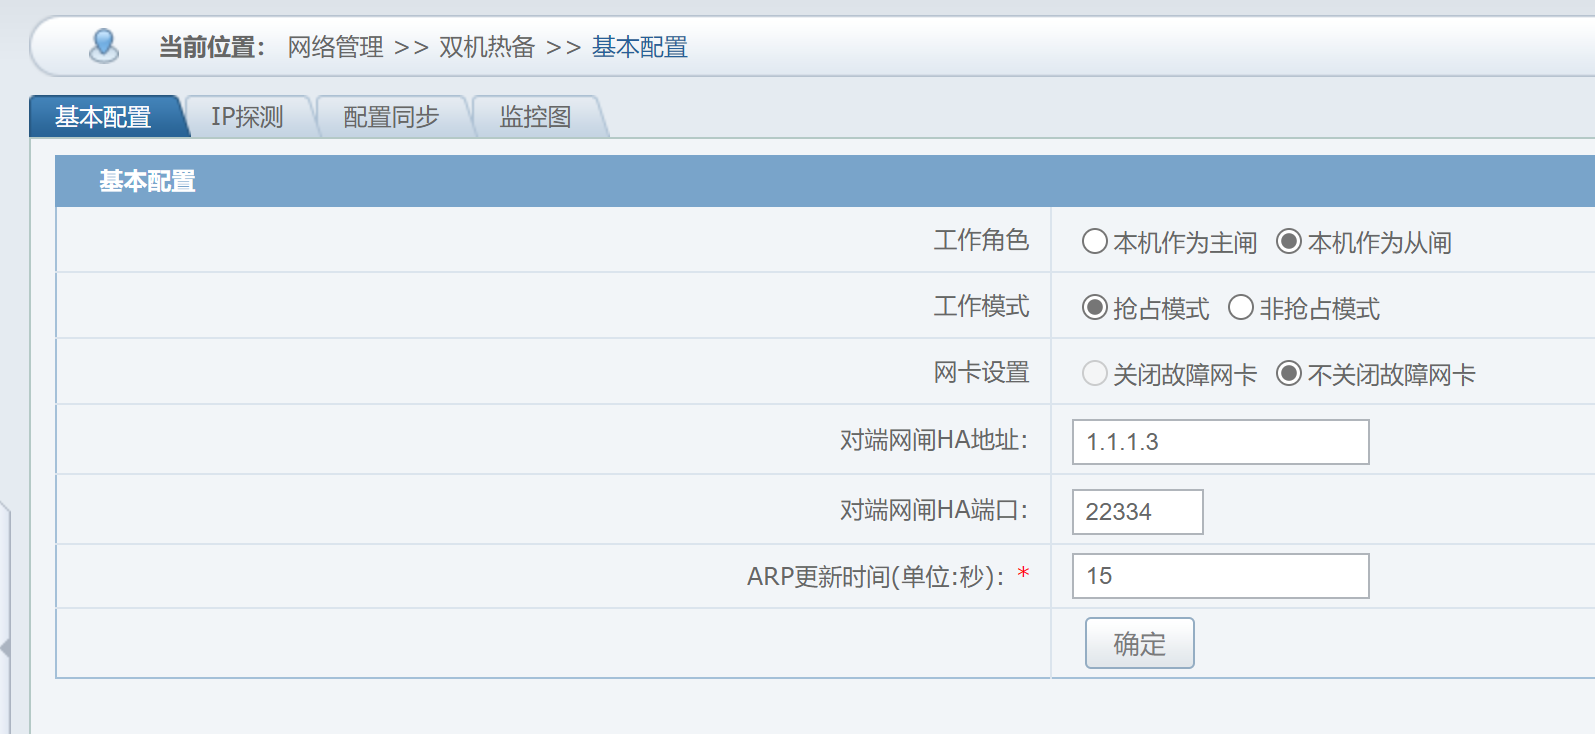 当前位置： 网络管理 >> 双机热备 >> 基本配置
基本配置 IP探测 配置同步 监控图
基本配置
工作角色 本机作为主闸 本机作为从闸
工作模式 抢占模式 非抢占模式
网卡设置 关闭故障网卡 不关闭故障网卡
对端网闸HA地址： 1.1.1.3
对端网闸HA端口： 22334
ARP更新时间(单位:秒)： * 15
确定